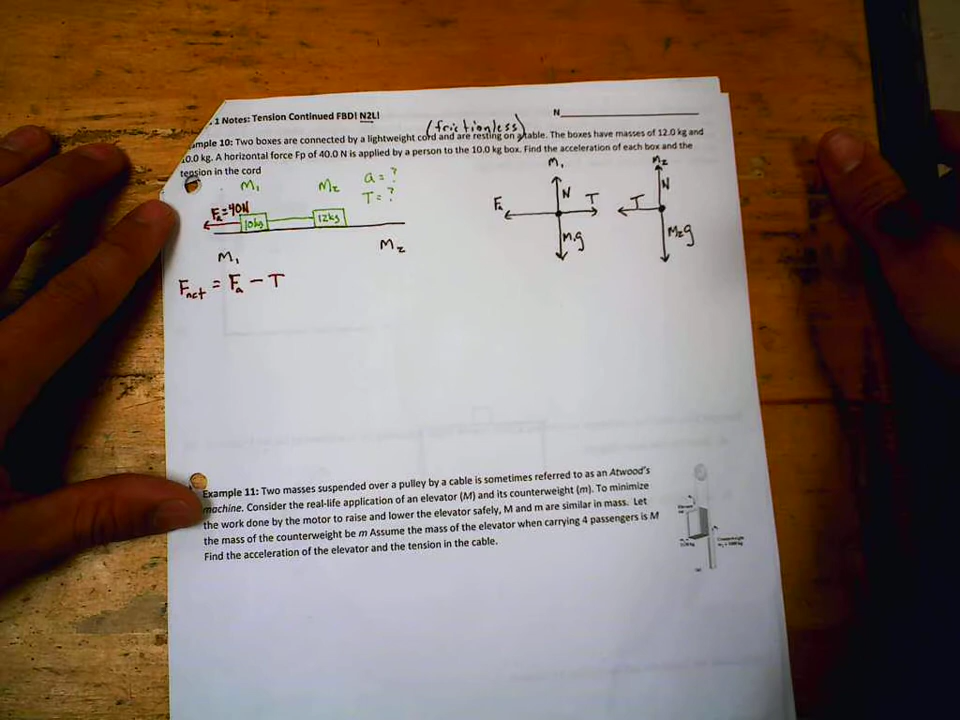 1 Notes: Tension Continued FBD! N2L!
N
(frictionless)
ample 10: Two boxes are connected by a lightweight cord and are resting on a table. The boxes have masses of 12.0 kg and
10.0 kg. A horizontal force Fp of 40.0 N is applied by a person to the 10.0 kg box. Find the acceleration of each box and the
tension in the cord
M₁ M₂ a = ?
T = ?
Fa=40N 10kg 12kg
M₁ M₂
Fa N T M₁g
M₂ N T M₂g
M₁
Fnet = Fa − T
Example 11: Two masses suspended over a pulley by a cable is sometimes referred to as an Atwood's
machine. Consider the real-life application of an elevator (M) and its counterweight (m). To minimize
the work done by the motor to raise and lower the elevator safely, M and m are similar in mass. Let
the mass of the counterweight be m Assume the mass of the elevator when carrying 4 passengers is M
Find the acceleration of the elevator and the tension in the cable.